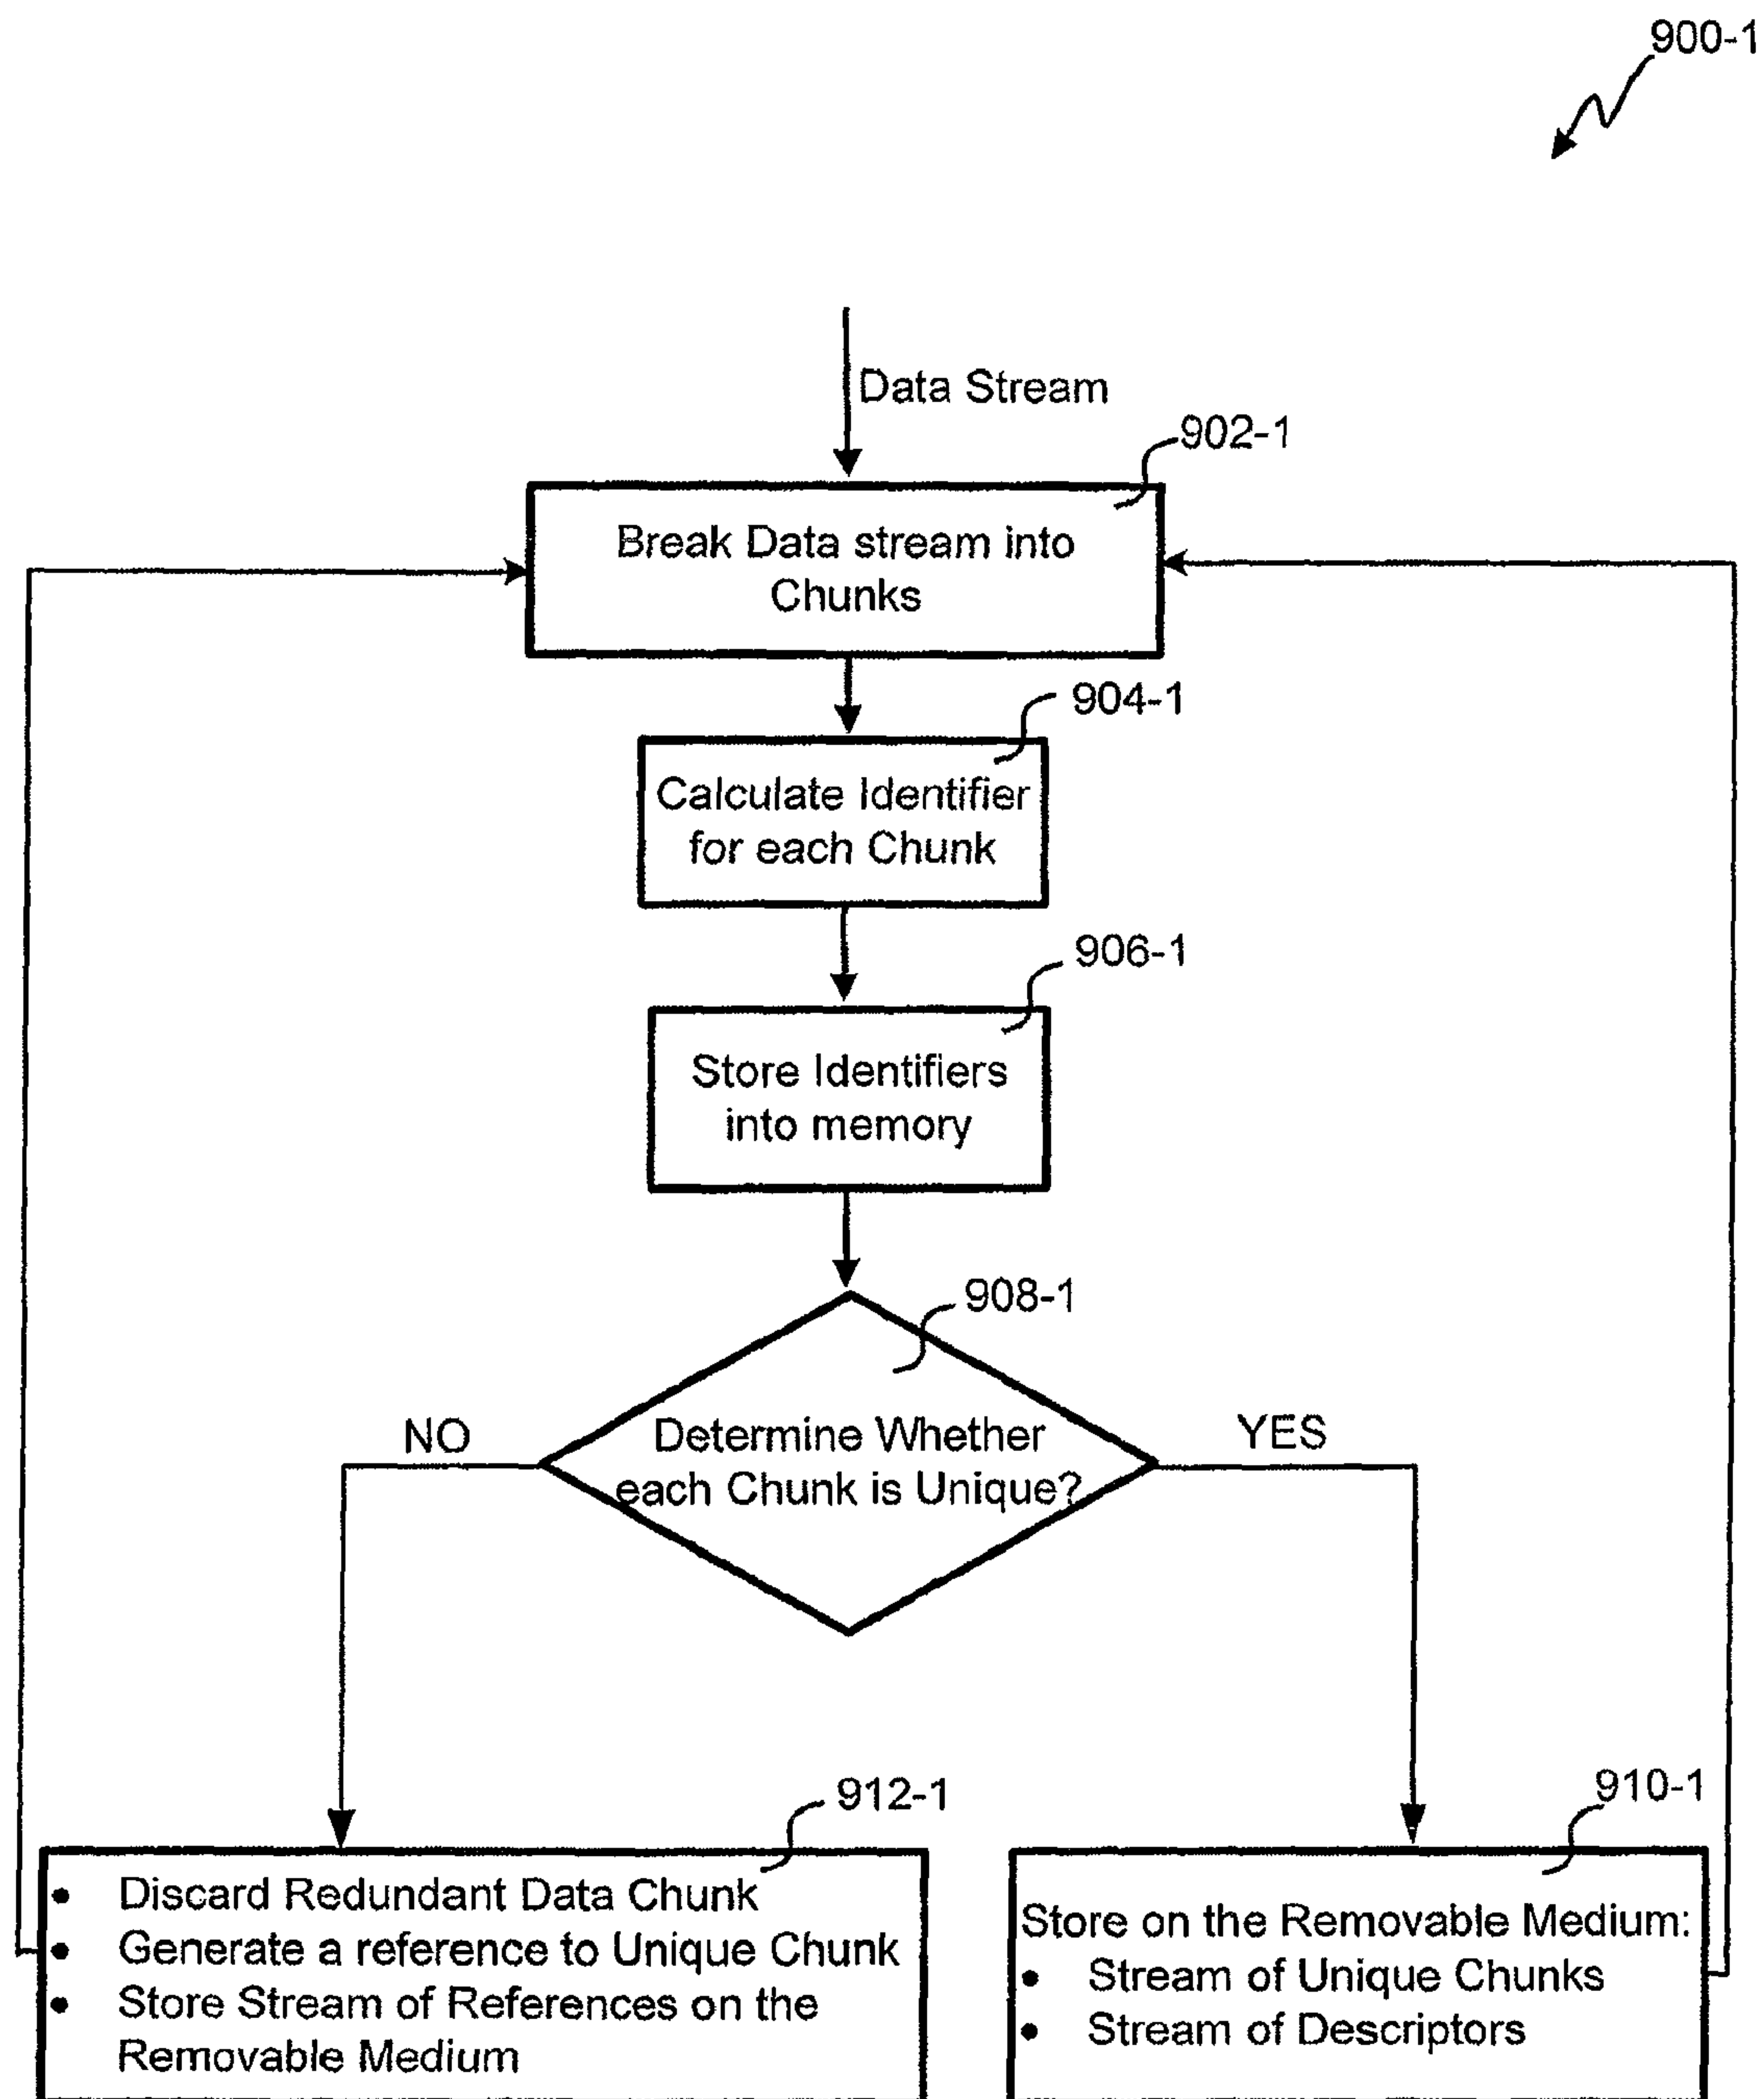 900-1
Data Stream
902-1
Break Data stream into
Chunks
904-1
Calculate Identifier
for each Chunk
906-1
Store Identifiers
into memory
908-1
NO
Determine Whether
each Chunk is Unique?
YES
912-1
• Discard Redundant Data Chunk
• Generate a reference to Unique Chunk
• Store Stream of References on the
Removable Medium
910-1
Store on the Removable Medium:
• Stream of Unique Chunks
• Stream of Descriptors